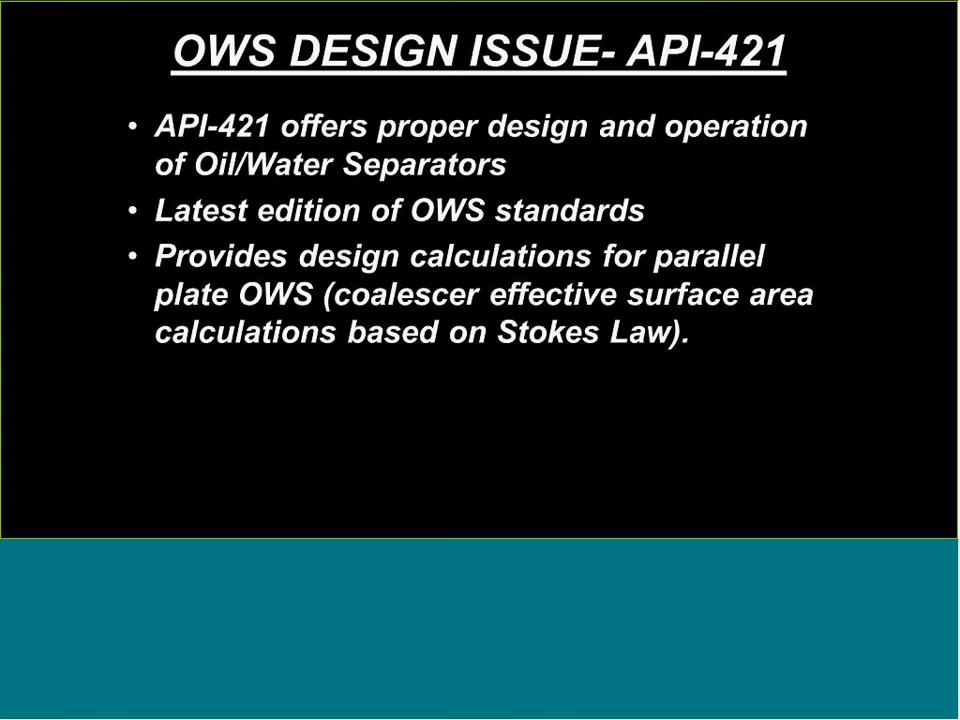 OWS DESIGN ISSUE- API-421
• API-421 offers proper design and operation
of Oil/Water Separators
• Latest edition of OWS standards
• Provides design calculations for parallel
plate OWS (coalescer effective surface area
calculations based on Stokes Law).